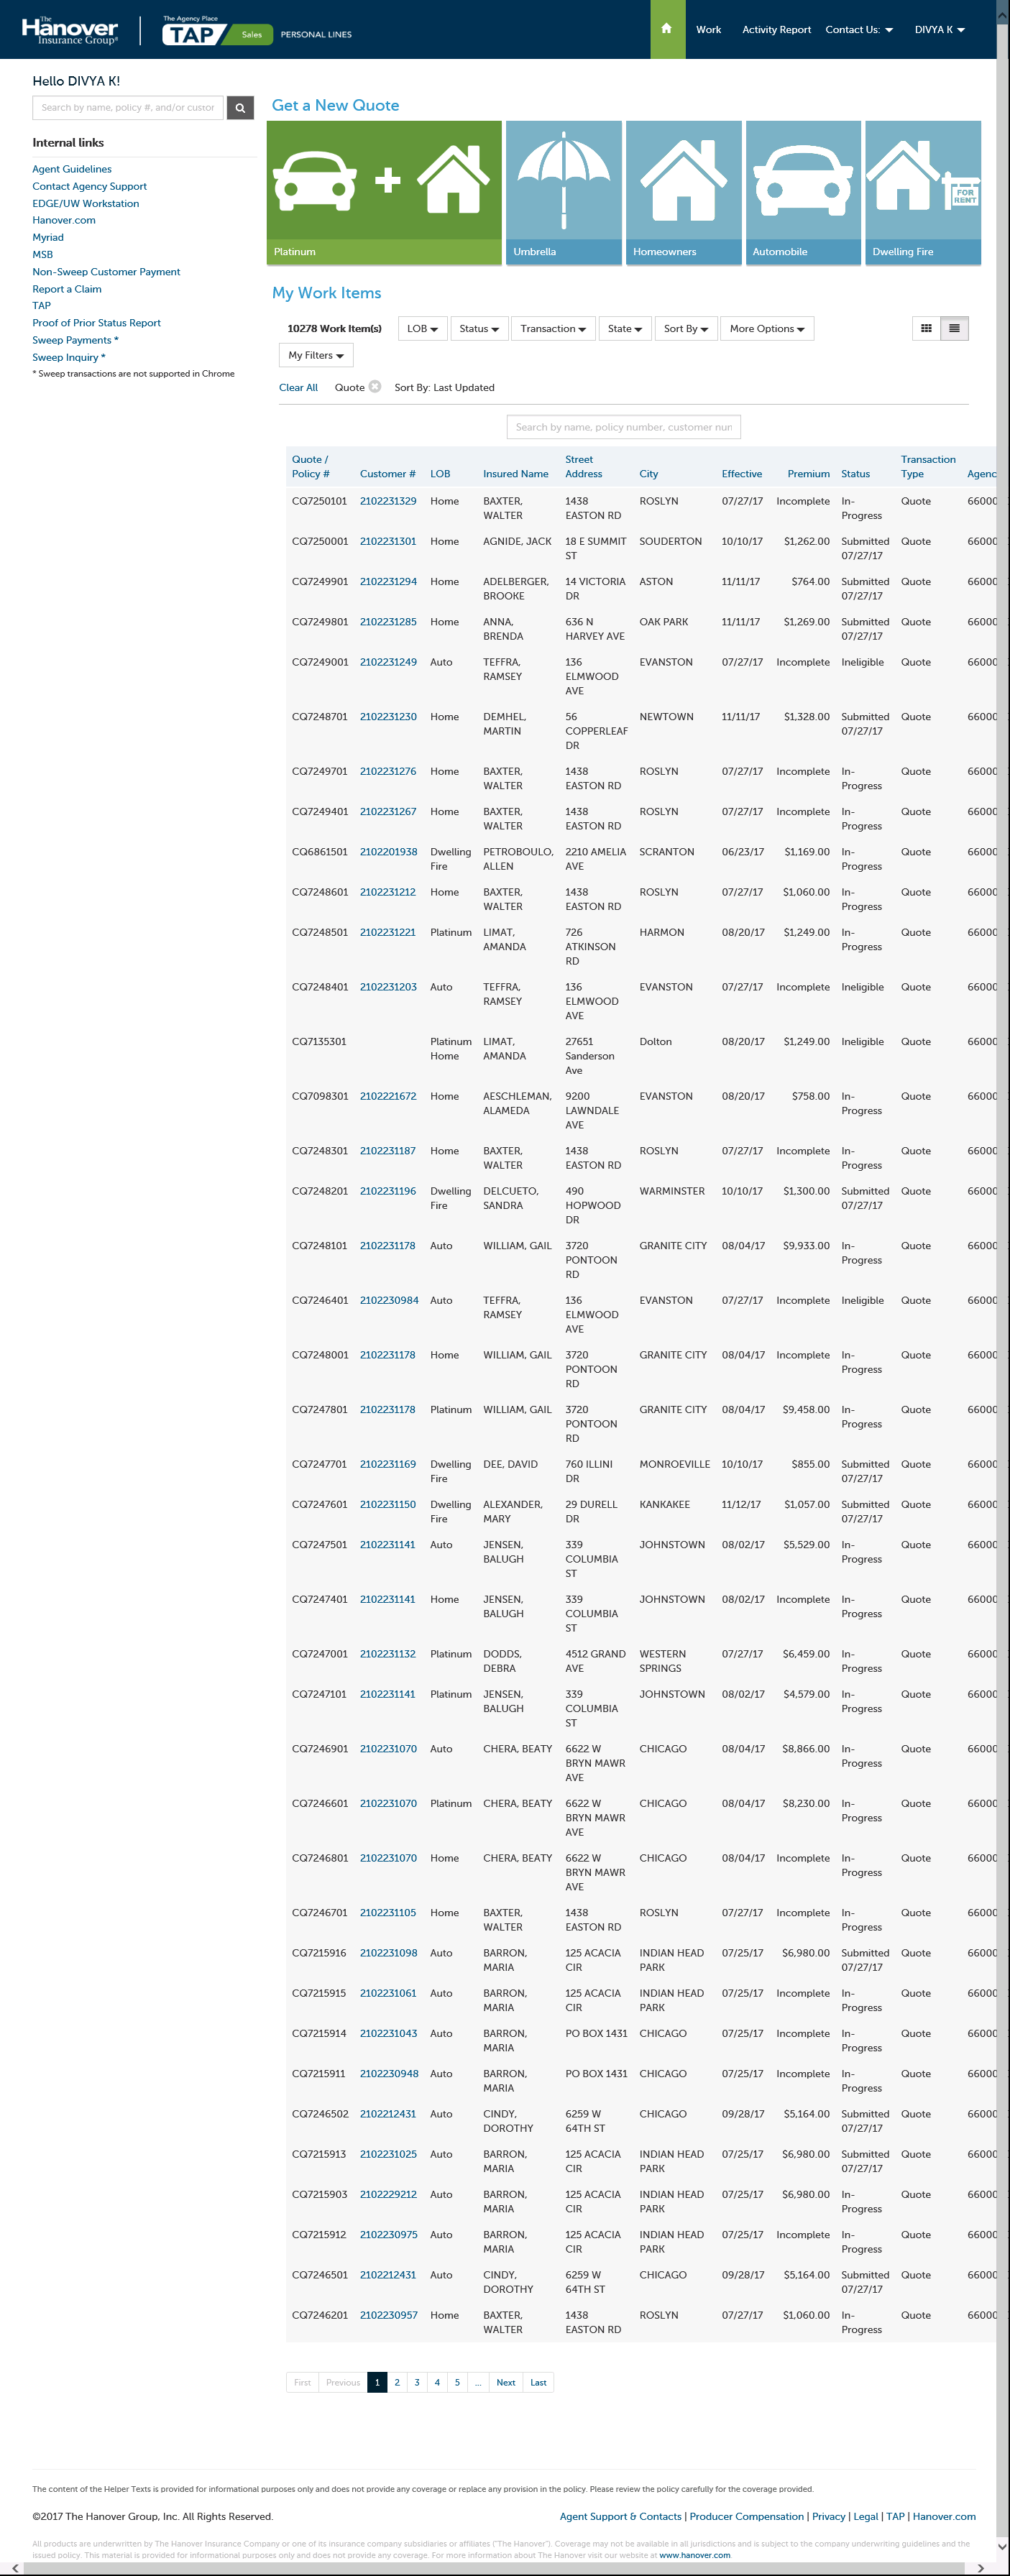 The Hanover Insurance Group®
The Agency Place
TAP Sales PERSONAL LINES
Work Activity Report Contact Us: DIVYA K
Hello DIVYA K!
Search by name, policy #, and/or custor
Internal links
Agent Guidelines
Contact Agency Support
EDGE/UW Workstation
Hanover.com
Myriad
MSB
Non-Sweep Customer Payment
Report a Claim
TAP
Proof of Prior Status Report
Sweep Payments *
Sweep Inquiry *
* Sweep transactions are not supported in Chrome
Get a New Quote
FOR RENT
Platinum Umbrella Homeowners Automobile Dwelling Fire
My Work Items
10278 Work Item(s) LOB Status Transaction State Sort By More Options
My Filters
Clear All Quote Sort By: Last Updated
Search by name, policy number, customer num
Quote / Policy # Customer # LOB Insured Name Street Address City Effective Premium Status Transaction Type Agenc
CQ7250101 2102231329 Home BAXTER, WALTER 1438 EASTON RD ROSLYN 07/27/17 Incomplete In-Progress Quote 66000
CQ7250001 2102231301 Home AGNIDE, JACK 18 E SUMMIT ST SOUDERTON 10/10/17 $1,262.00 Submitted 07/27/17 Quote 66000
CQ7249901 2102231294 Home ADELBERGER, BROOKE 14 VICTORIA DR ASTON 11/11/17 $764.00 Submitted 07/27/17 Quote 66000
CQ7249801 2102231285 Home ANNA, BRENDA 636 N HARVEY AVE OAK PARK 11/11/17 $1,269.00 Submitted 07/27/17 Quote 66000
CQ7249001 2102231249 Auto TEFFRA, RAMSEY 136 ELMWOOD AVE EVANSTON 07/27/17 Incomplete Ineligible Quote 66000
CQ7248701 2102231230 Home DEMHEL, MARTIN 56 COPPERLEAF DR NEWTOWN 11/11/17 $1,328.00 Submitted 07/27/17 Quote 66000
CQ7249701 2102231276 Home BAXTER, WALTER 1438 EASTON RD ROSLYN 07/27/17 Incomplete In-Progress Quote 66000
CQ7249401 2102231267 Home BAXTER, WALTER 1438 EASTON RD ROSLYN 07/27/17 Incomplete In-Progress Quote 66000
CQ6861501 2102201938 Dwelling Fire PETROBOULO, ALLEN 2210 AMELIA AVE SCRANTON 06/23/17 $1,169.00 In-Progress Quote 66000
CQ7248601 2102231212 Home BAXTER, WALTER 1438 EASTON RD ROSLYN 07/27/17 $1,060.00 In-Progress Quote 66000
CQ7248501 2102231221 Platinum LIMAT, AMANDA 726 ATKINSON RD HARMON 08/20/17 $1,249.00 In-Progress Quote 66000
CQ7248401 2102231203 Auto TEFFRA, RAMSEY 136 ELMWOOD AVE EVANSTON 07/27/17 Incomplete Ineligible Quote 66000
CQ7135301 Platinum Home LIMAT, AMANDA 27651 Sanderson Ave Dolton 08/20/17 $1,249.00 Ineligible Quote 66000
CQ7098301 2102221672 Home AESCHLEMAN, ALAMEDA 9200 LAWNDALE AVE EVANSTON 08/20/17 $758.00 In-Progress Quote 66000
CQ7248301 2102231187 Home BAXTER, WALTER 1438 EASTON RD ROSLYN 07/27/17 Incomplete In-Progress Quote 66000
CQ7248201 2102231196 Dwelling Fire DELCUETO, SANDRA 490 HOPWOOD DR WARMINSTER 10/10/17 $1,300.00 Submitted 07/27/17 Quote 66000
CQ7248101 2102231178 Auto WILLIAM, GAIL 3720 PONTOON RD GRANITE CITY 08/04/17 $9,933.00 In-Progress Quote 66000
CQ7246401 2102230984 Auto TEFFRA, RAMSEY 136 ELMWOOD AVE EVANSTON 07/27/17 Incomplete Ineligible Quote 66000
CQ7248001 2102231178 Home WILLIAM, GAIL 3720 PONTOON RD GRANITE CITY 08/04/17 Incomplete In-Progress Quote 66000
CQ7247801 2102231178 Platinum WILLIAM, GAIL 3720 PONTOON RD GRANITE CITY 08/04/17 $9,458.00 In-Progress Quote 66000
CQ7247701 2102231169 Dwelling Fire DEE, DAVID 760 ILLINI DR MONROEVILLE 10/10/17 $855.00 Submitted 07/27/17 Quote 66000
CQ7247601 2102231150 Dwelling Fire ALEXANDER, MARY 29 DURELL DR KANKAKEE 11/12/17 $1,057.00 Submitted 07/27/17 Quote 66000
CQ7247501 2102231141 Auto JENSEN, BALUGH 339 COLUMBIA ST JOHNSTOWN 08/02/17 $5,529.00 In-Progress Quote 66000
CQ7247401 2102231141 Home JENSEN, BALUGH 339 COLUMBIA ST JOHNSTOWN 08/02/17 Incomplete In-Progress Quote 66000
CQ7247001 2102231132 Platinum DODDS, DEBRA 4512 GRAND AVE WESTERN SPRINGS 07/27/17 $6,459.00 In-Progress Quote 66000
CQ7247101 2102231141 Platinum JENSEN, BALUGH 339 COLUMBIA ST JOHNSTOWN 08/02/17 $4,579.00 In-Progress Quote 66000
CQ7246901 2102231070 Auto CHERA, BEATY 6622 W BRYN MAWR AVE CHICAGO 08/04/17 $8,866.00 In-Progress Quote 66000
CQ7246601 2102231070 Platinum CHERA, BEATY 6622 W BRYN MAWR AVE CHICAGO 08/04/17 $8,230.00 In-Progress Quote 66000
CQ7246801 2102231070 Home CHERA, BEATY 6622 W BRYN MAWR AVE CHICAGO 08/04/17 Incomplete In-Progress Quote 66000
CQ7246701 2102231105 Home BAXTER, WALTER 1438 EASTON RD ROSLYN 07/27/17 Incomplete In-Progress Quote 66000
CQ7215916 2102231098 Auto BARRON, MARIA 125 ACACIA CIR INDIAN HEAD PARK 07/25/17 $6,980.00 Submitted 07/27/17 Quote 66000
CQ7215915 2102231061 Auto BARRON, MARIA 125 ACACIA CIR INDIAN HEAD PARK 07/25/17 Incomplete In-Progress Quote 66000
CQ7215914 2102231043 Auto BARRON, MARIA PO BOX 1431 CHICAGO 07/25/17 Incomplete In-Progress Quote 66000
CQ7215911 2102230948 Auto BARRON, MARIA PO BOX 1431 CHICAGO 07/25/17 Incomplete In-Progress Quote 66000
CQ7246502 2102212431 Auto CINDY, DOROTHY 6259 W 64TH ST CHICAGO 09/28/17 $5,164.00 Submitted 07/27/17 Quote 66000
CQ7215913 2102231025 Auto BARRON, MARIA 125 ACACIA CIR INDIAN HEAD PARK 07/25/17 $6,980.00 Submitted 07/27/17 Quote 66000
CQ7215903 2102229212 Auto BARRON, MARIA 125 ACACIA CIR INDIAN HEAD PARK 07/25/17 $6,980.00 In-Progress Quote 66000
CQ7215912 2102230975 Auto BARRON, MARIA 125 ACACIA CIR INDIAN HEAD PARK 07/25/17 Incomplete In-Progress Quote 66000
CQ7246501 2102212431 Auto CINDY, DOROTHY 6259 W 64TH ST CHICAGO 09/28/17 $5,164.00 Submitted 07/27/17 Quote 66000
CQ7246201 2102230957 Home BAXTER, WALTER 1438 EASTON RD ROSLYN 07/27/17 $1,060.00 In-Progress Quote 66000
First Previous 1 2 3 4 5 ... Next Last
The content of the Helper Texts is provided for informational purposes only and does not provide any coverage or replace any provision in the policy. Please review the policy carefully for the coverage provided.
©2017 The Hanover Group, Inc. All Rights Reserved. Agent Support & Contacts | Producer Compensation | Privacy | Legal | TAP | Hanover.com
All products are underwritten by The Hanover Insurance Company or one of its insurance company subsidiaries or affiliates ("The Hanover"). Coverage may not be available in all jurisdictions and is subject to the company underwriting guidelines and the
issued policy. This material is provided for informational purposes only and does not provide any coverage. For more information about The Hanover visit our website at www.hanover.com